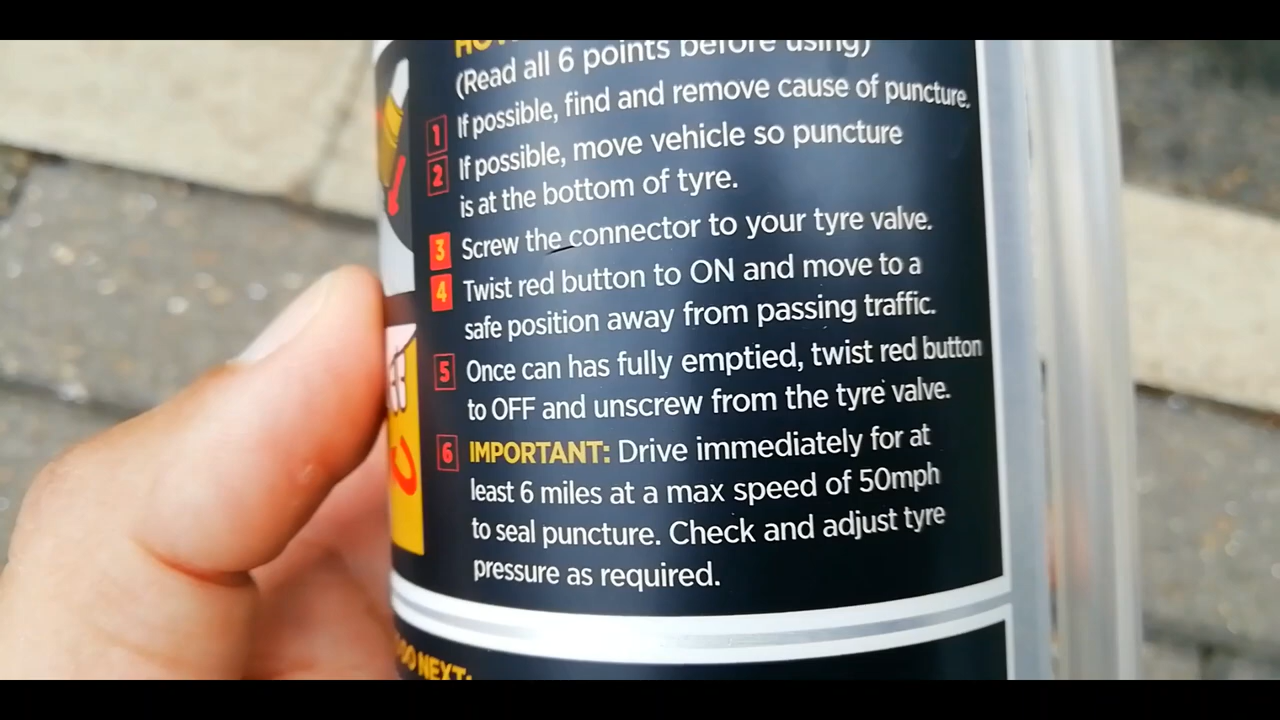 (Read all 6 points before using)
1 If possible, find and remove cause of puncture.
2 If possible, move vehicle so puncture
is at the bottom of tyre.
3 Screw the connector to your tyre valve.
4 Twist red button to ON and move to a
safe position away from passing traffic.
5 Once can has fully emptied, twist red button
to OFF and unscrew from the tyre valve.
6 IMPORTANT: Drive immediately for at
least 6 miles at a max speed of 50mph
to seal puncture. Check and adjust tyre
pressure as required.
NEXT: